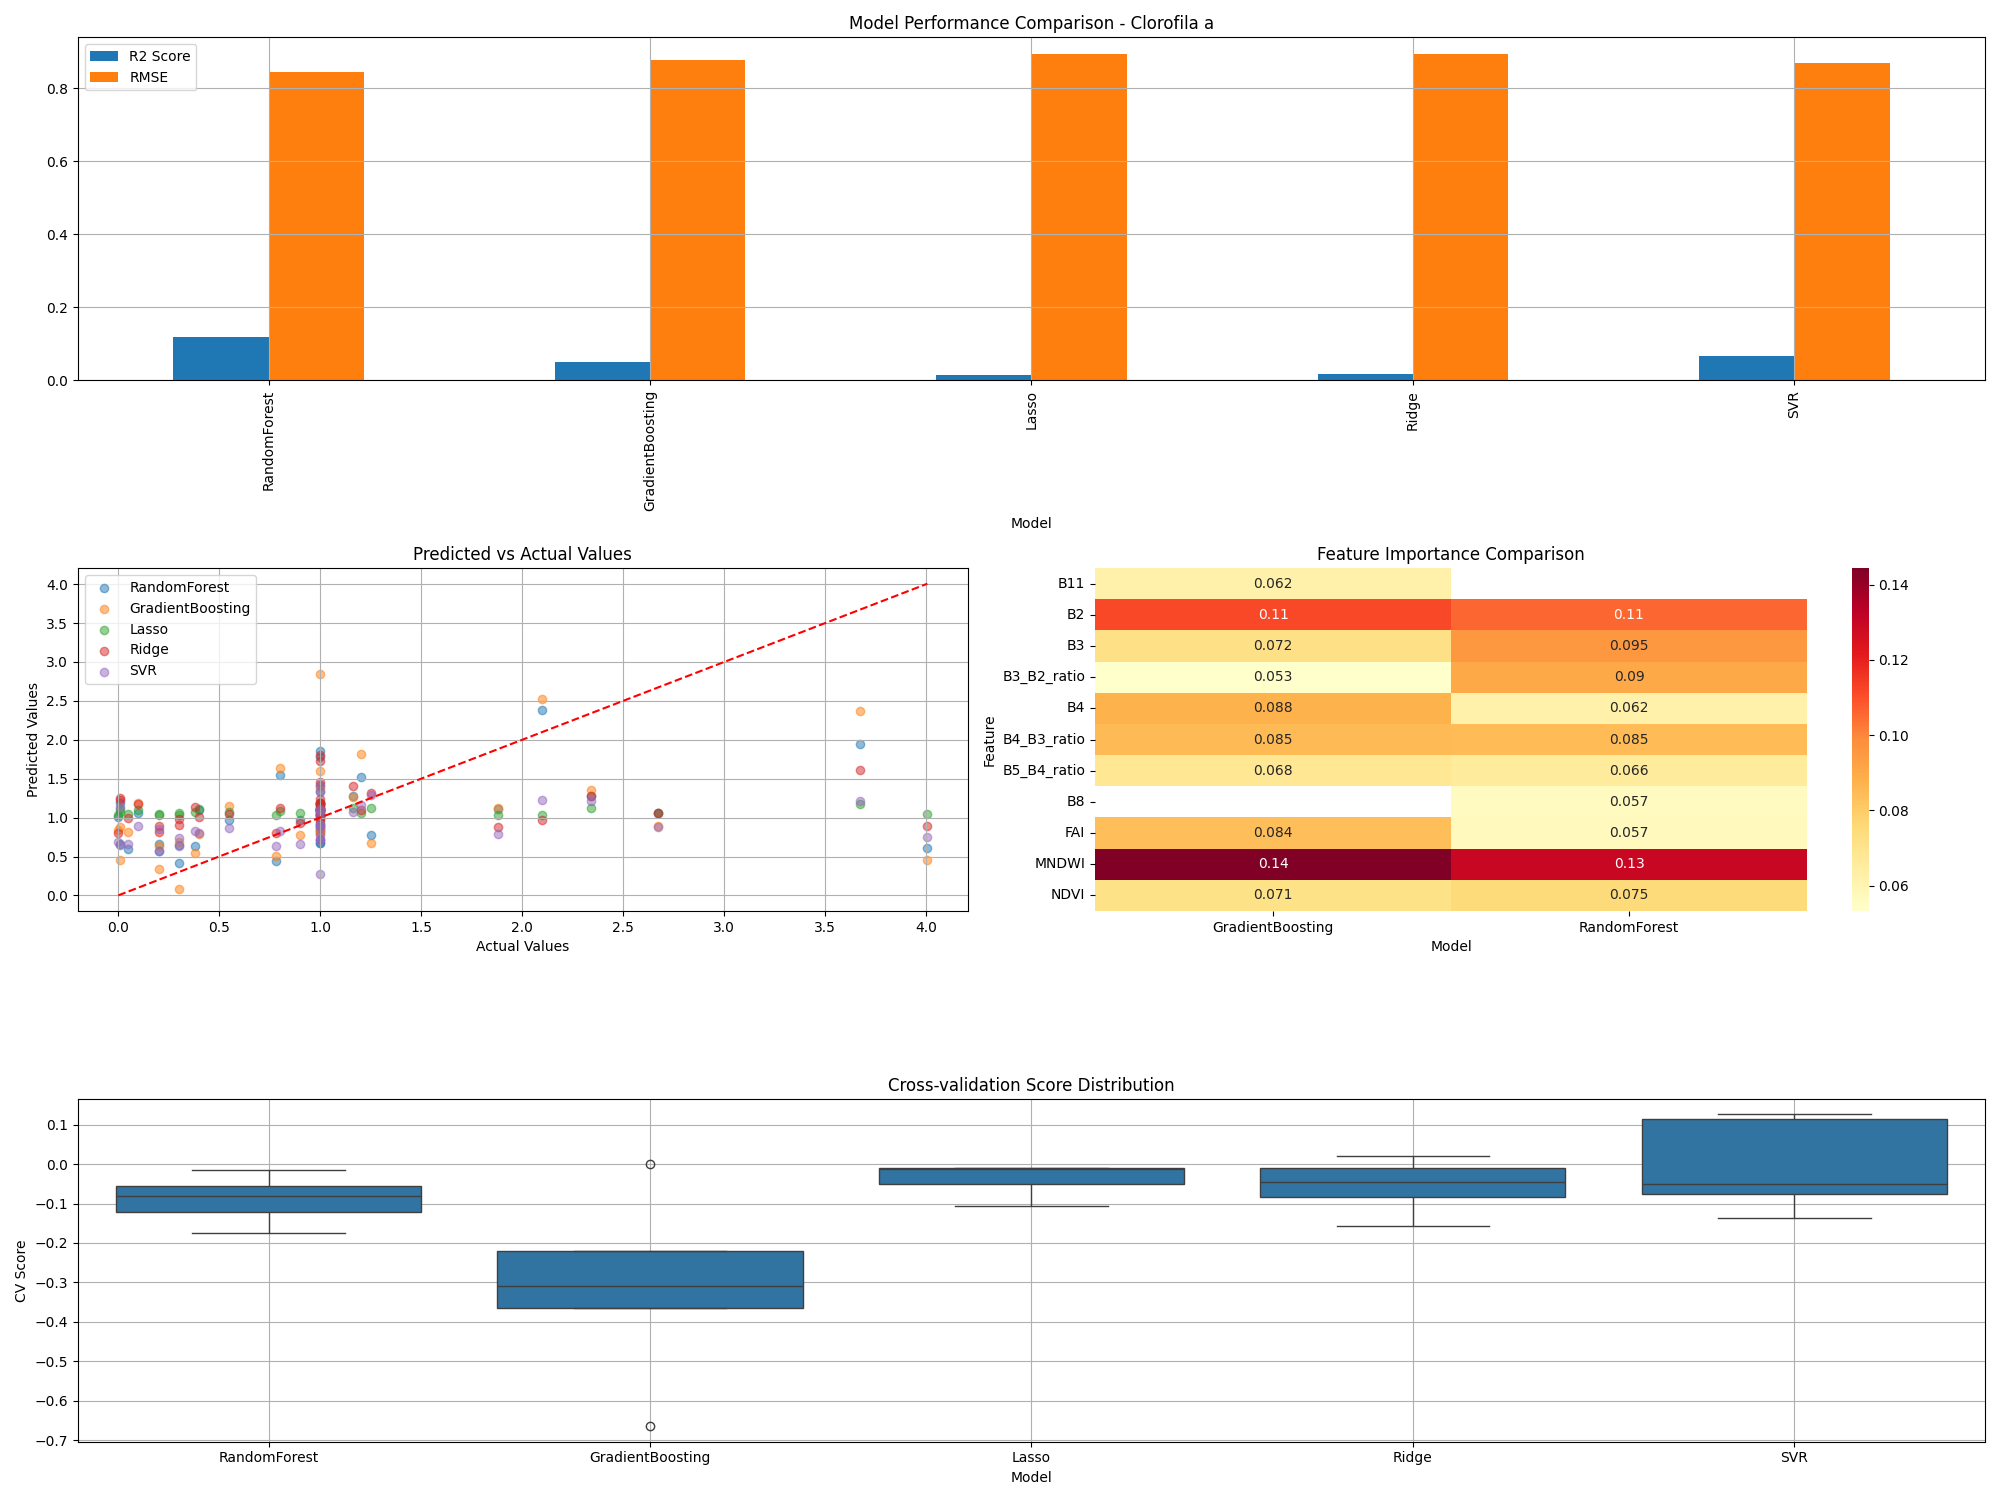 Model Performance Comparison - Clorofila a
R2 Score
RMSE
0.8
0.6
0.4
0.2
0.0
RandomForest
GradientBoosting
Lasso
Ridge
SVR
Model
Predicted vs Actual Values
RandomForest
GradientBoosting
Lasso
Ridge
SVR
Predicted Values
4.0
3.5
3.0
2.5
2.0
1.5
1.0
0.5
0.0
0.0 0.5 1.0 1.5 2.0 2.5 3.0 3.5 4.0
Actual Values
Feature Importance Comparison
Feature
B11 0.062
B2 0.11 0.11
B3 0.072 0.095
B3_B2_ratio 0.053 0.09
B4 0.088 0.062
B4_B3_ratio 0.085 0.085
B5_B4_ratio 0.068 0.066
B8 0.057
FAI 0.084 0.057
MNDWI 0.14 0.13
NDVI 0.071 0.075
GradientBoosting RandomForest
Model
0.14
0.12
0.10
0.08
0.06
Cross-validation Score Distribution
CV Score
0.1
0.0
−0.1
−0.2
−0.3
−0.4
−0.5
−0.6
−0.7
RandomForest GradientBoosting Lasso Ridge SVR
Model